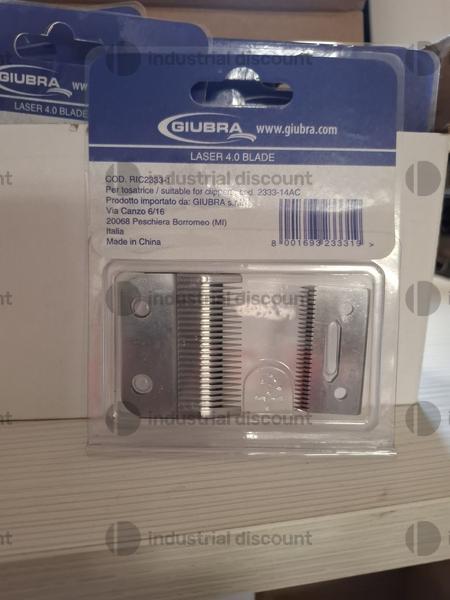 GIUBRA
www.
LASER 4.0 BLADE
GIUBRA www.giubra.com
LASER 4.0 BLADE
COD. RIC2333-1
Per tosatrice / suitable for clipper cod. 2333-14AC
Prodotto importato da: GIUBRA
Via Canzo 6/16
20068 Peschiera Borromeo (MI)
Italia
Made in China
8 001693 233319 >
industrial discount
industrial discount
industrial discount
industrial discount
industrial discount